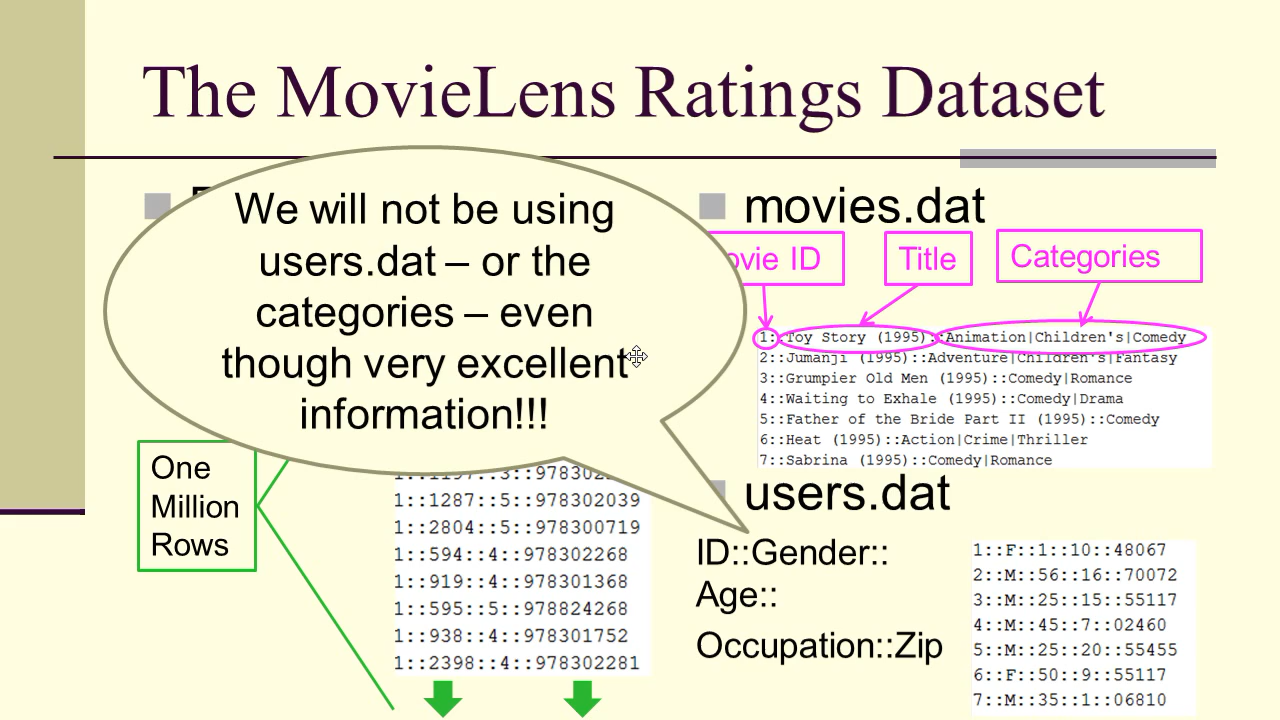 The MovieLens Ratings Dataset
We will not be using
users.dat – or the
categories – even
though very excellent
information!!!
One
Million
Rows
1::1287::5::978302039
1::2804::5::978300719
1::594::4::978302268
1::919::4::978301368
1::595::5::978824268
1::938::4::978301752
1::2398::4::978302281
movies.dat
ovie ID
Title
Categories
1::Toy Story (1995)::Animation|Children's|Comedy
2::Jumanji (1995)::Adventure|Children's|Fantasy
3::Grumpier Old Men (1995)::Comedy|Romance
4::Waiting to Exhale (1995)::Comedy|Drama
5::Father of the Bride Part II (1995)::Comedy
6::Heat (1995)::Action|Crime|Thriller
7::Sabrina (1995)::Comedy|Romance
users.dat
ID::Gender::
Age::
Occupation::Zip
1::F::1::10::48067
2::M::56::16::70072
3::M::25::15::55117
4::M::45::7::02460
5::M::25::20::55455
6::F::50::9::55117
7::M::35::1::06810